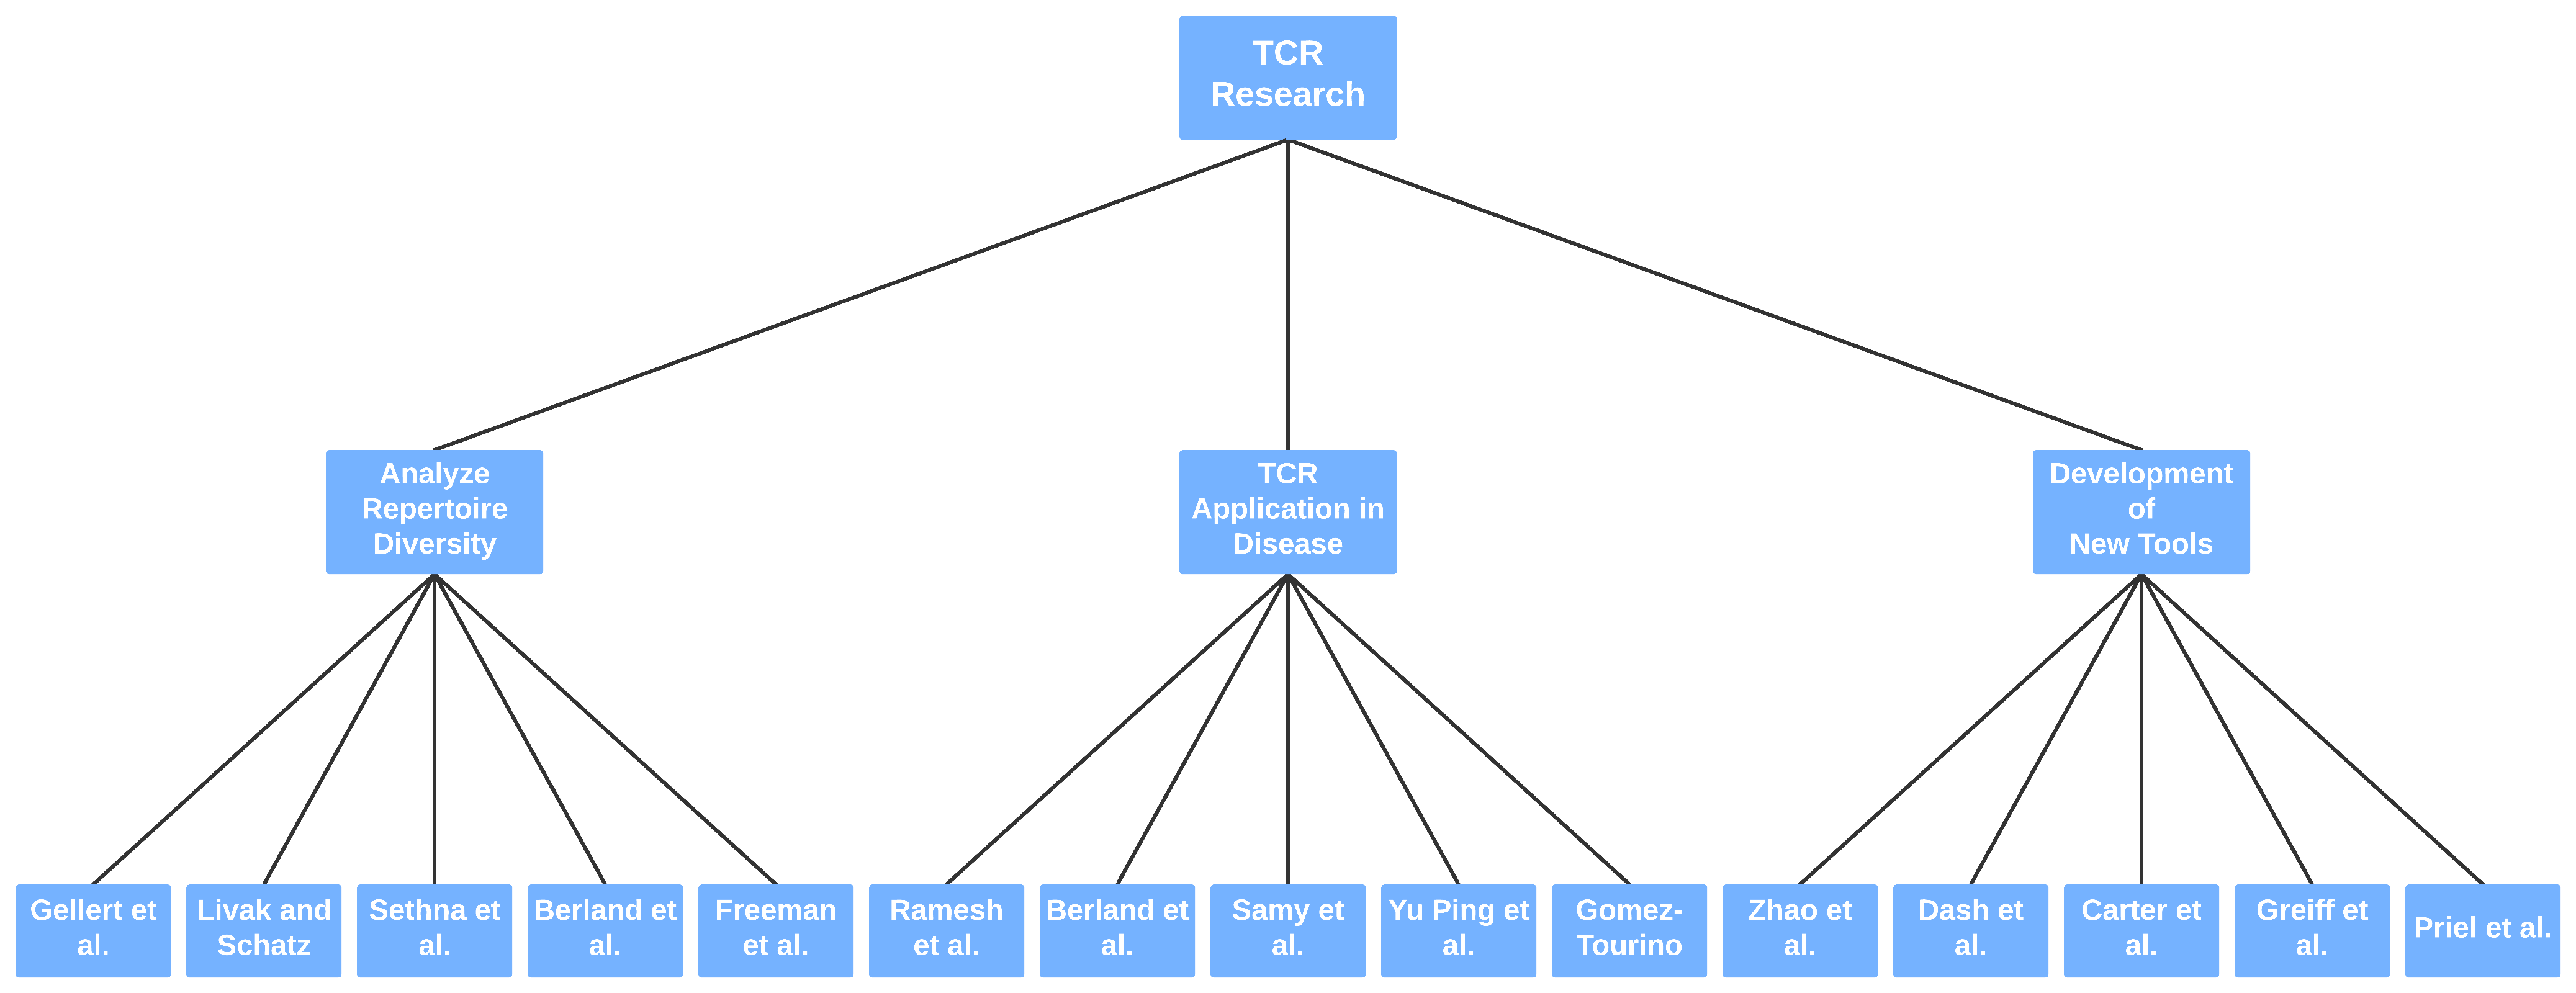 TCR
Research
Analyze
Repertoire
Diversity
TCR
Application in
Disease
Development
of
New Tools
Gellert et
al.
Livak and
Schatz
Sethna et
al.
Berland et
al.
Freeman
et al.
Ramesh
et al.
Berland et
al.
Samy et
al.
Yu Ping et
al.
Gomez-
Tourino
Zhao et
al.
Dash et
al.
Carter et
al.
Greiff et
al.
Priel et al.